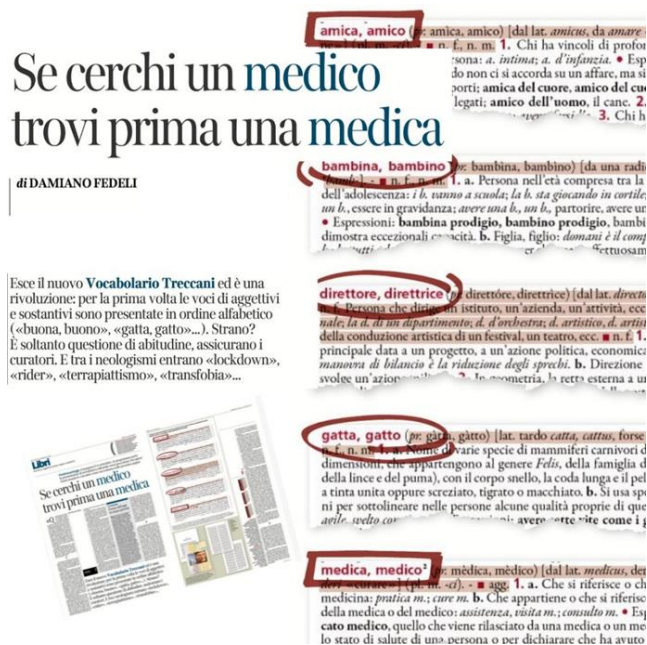 Se cerchi un medico
trovi prima una medica
di DAMIANO FEDELI
Esce il nuovo Vocabolario Treccani ed è una
rivoluzione: per la prima volta le voci di aggettivi
e sostantivi sono presentate in ordine alfabetico
(«buona, buono», «gatta, gatto»...). Strano?
È soltanto questione di abitudine, assicurano i
curatori. E tra i neologismi entrano «lockdown»,
«rider», «terrapiattismo», «transfobia»...
Libri
Se cerchi un medico
trovi prima una medica
amica, amico (pr. amica, amico) [dal lat. amicus, da amare
n. f., n. m. 1. Chi ha vincoli di profon
sona: a. intima; a. d'infanzia. • Esp
do non ci si accorda su un affare, ma si
porti; amica del cuore, amico del cuo
legati; amico dell'uomo, il cane. 2.
3. Chi h
bambina, bambino (pr. bambina, bambino) [da una radi
n. f., n. m. 1. a. Persona nell'età compresa tra la
dell'adolescenza: i b. vanno a scuola; la b. sta giocando in cortile;
un b., essere in gravidanza; avere una b., un b., partorire, avere un
• Espressioni: bambina prodigio, bambino prodigio, bambi
dimostra eccezionali capacità. b. Figlia, figlio: domani è il comp
direttore, direttrice (pr. direttóre, direttrìce) [dal lat. directo
n. f. Persona che dirige un istituto, un'azienda, un'attività, ecc
nale; la d. di un dipartimento; d. d'orchestra; d. artistico, d. artis
della conduzione artistica di un festival, un teatro, ecc. ■ n. f. 1.
principale data a un progetto, a un'azione politica, economica
manovra di bilancio è la riduzione degli sprechi. b. Direzione
svolge un'azione 2. In geometria, la retta esterna a u
gatta, gatto (pr. gàtta, gàtto) [lat. tardo catta, cattus, forse
n. f., n. m. 1. a. Nome di varie specie di mammiferi carnivori d
dimensioni, che appartengono al genere Felis, della famiglia d
della lince e del puma), con il corpo snello, la coda lunga e il pel
a tinta unita oppure screziato, tigrato o macchiato. b. Si usa spe
ni per sottolineare nelle persone alcune qualità proprie di que
agile, svelto come avere sette vite come i g
medica, medico² (pr. mèdica, mèdico) [dal lat. medicus, der
(pl. m. -ci). - ■ agg. 1. a. Che si riferisce o ch
medicina: pratica m.; cure m. b. Che appartiene o che si riferisc
della medica o del medico: assistenza, visita m.; consulto m. • Esp
cato medico, quello che viene rilasciato da una medica o un me
lo stato di salute di una persona o per dichiarare che ha avuto